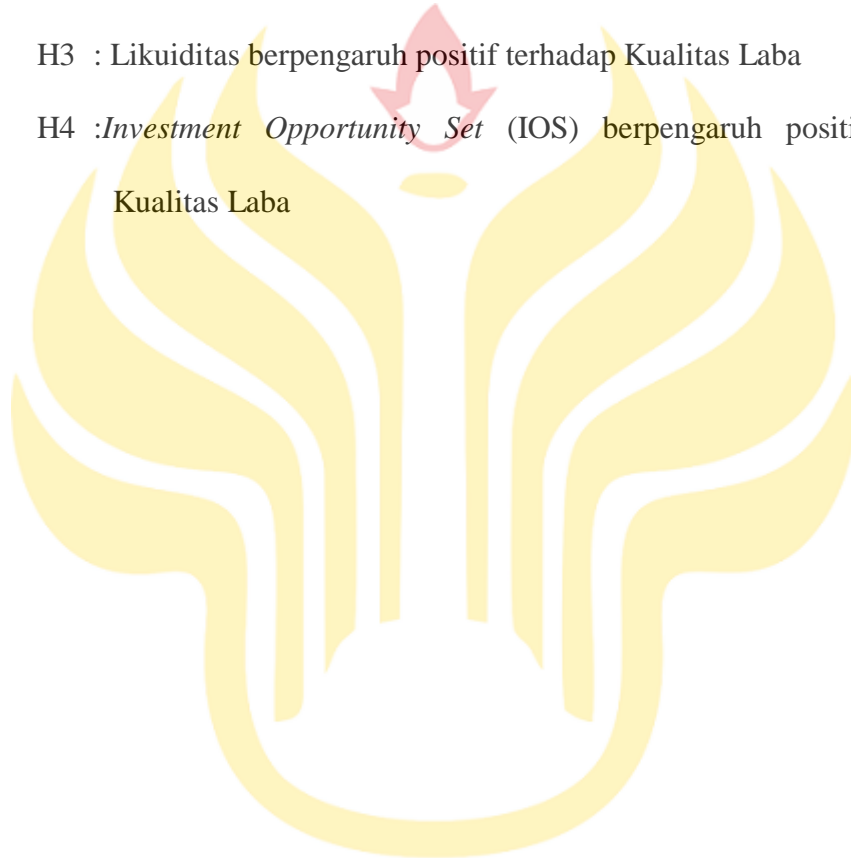 H3 : Likuiditas berpengaruh positif terhadap Kualitas Laba
H4 :Investment Opportunity Set (IOS) berpengaruh positi
Kualitas Laba